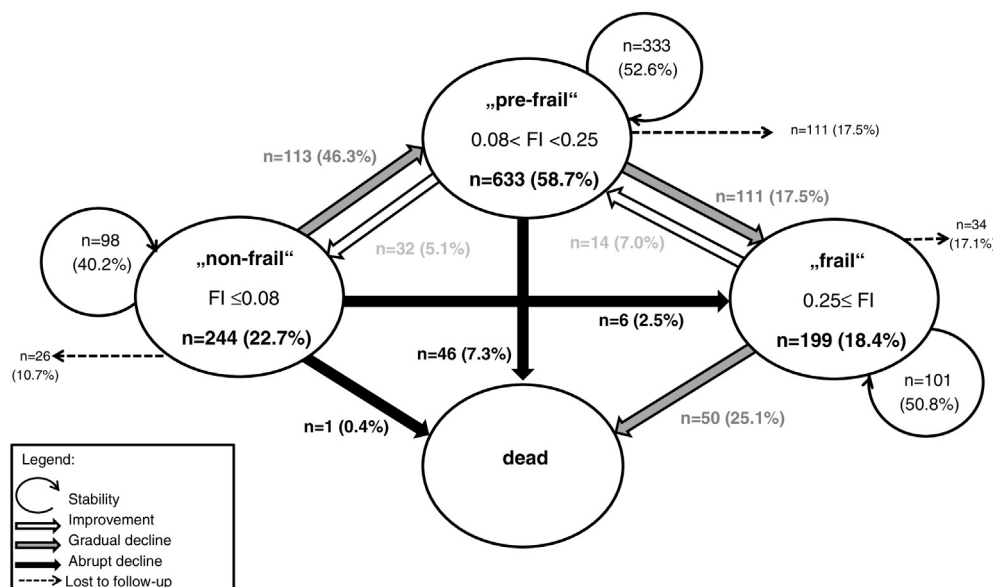 n=333
(52.6%)
„pre-frail“
0.08< FI <0.25
n=633 (58.7%)
n=111 (17.5%)
n=113 (46.3%)
n=111 (17.5%)
n=32 (5.1%)
n=14 (7.0%)
n=98
(40.2%)
„non-frail“
FI ≤0.08
n=244 (22.7%)
n=34
(17.1%)
„frail“
0.25≤ FI
n=199 (18.4%)
n=6 (2.5%)
n=46 (7.3%)
n=26
(10.7%)
n=101
(50.8%)
n=1 (0.4%)
n=50 (25.1%)
dead
Legend:
Stability
Improvement
Gradual decline
Abrupt decline
Lost to follow-up